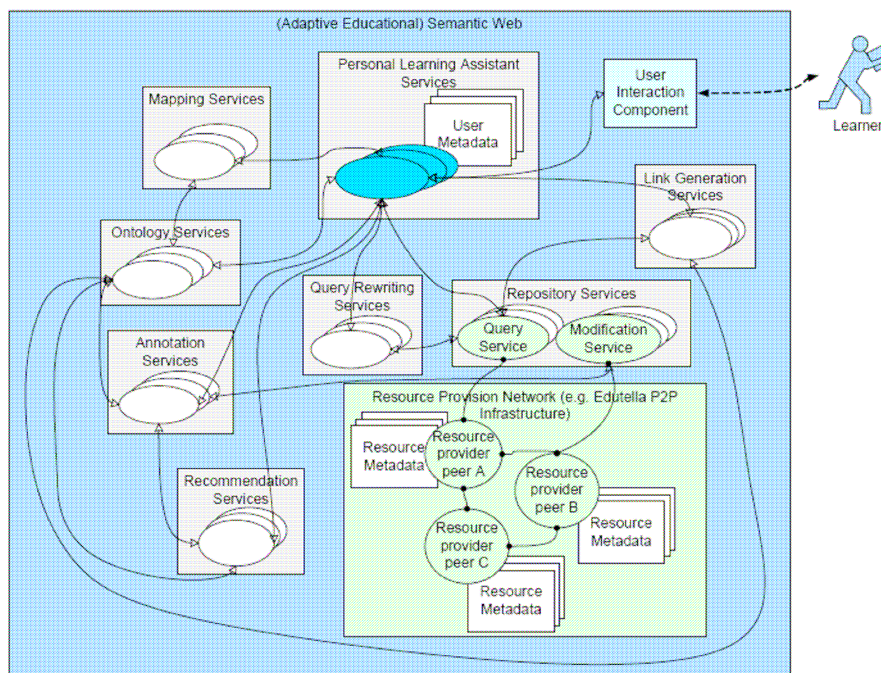 (Adaptive Educational) Semantic Web
Personal Learning Assistant
Services
User
Metadata
User
Interaction
Component
Learner
Mapping Services
Link Generation
Services
Ontology Services
Query Rewriting
Services
Repository Services
Query
Service
Modification
Service
Annotation
Services
Resource Provision Network (e.g. Edutella P2P
Infrastructure)
Resource
Metadata
Resource
provider
peer A
Resource
provider
peer B
Resource
Metadata
Resource
provider
peer C
Resource
Metadata
Recommendation
Services